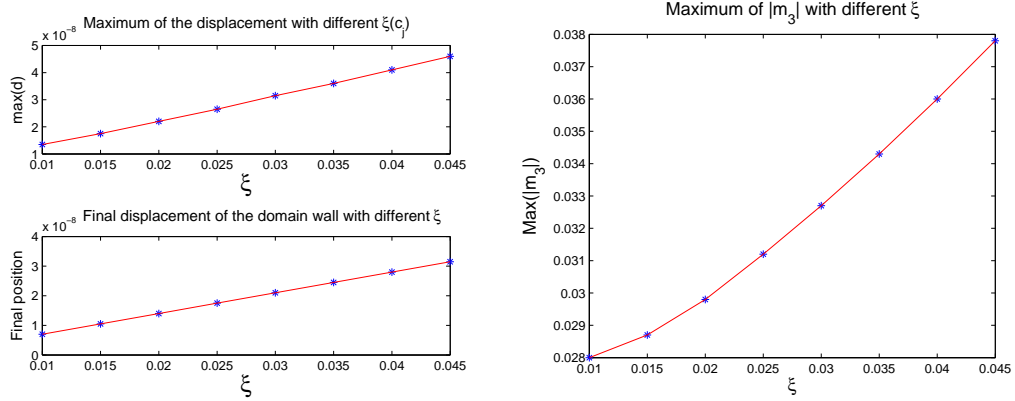 Maximum of the displacement with different ξ(c_j)
x 10^-8
5
4
3
2
1
max(d)
0.01 0.015 0.02 0.025 0.03 0.035 0.04 0.045
ξ
Final displacement of the domain wall with different ξ
x 10^-8
4
3
2
1
0
Final position
0.01 0.015 0.02 0.025 0.03 0.035 0.04 0.045
ξ
Maximum of |m_3| with different ξ
0.038
0.037
0.036
0.035
0.034
0.033
0.032
0.031
0.03
0.029
0.028
Max(|m_3|)
0.01 0.015 0.02 0.025 0.03 0.035 0.04 0.045
ξ